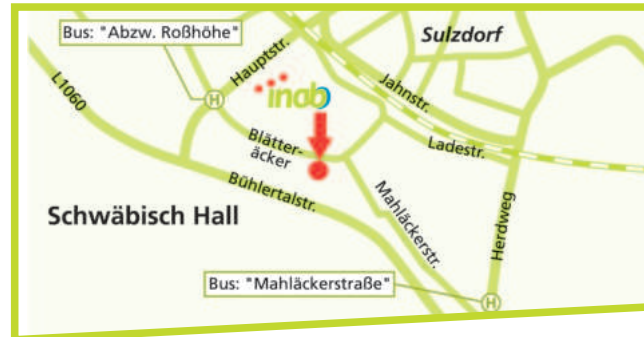 Bus: "Abzw. Roßhöhe"
Sulzdorf
L1060
Hauptstr.
H
inab
Jahnstr.
Blätter-
äcker
Ladestr.
Bühlertalstr.
Mahläckerstr.
Herdweg
Schwäbisch Hall
Bus: "Mahläckerstraße"
H